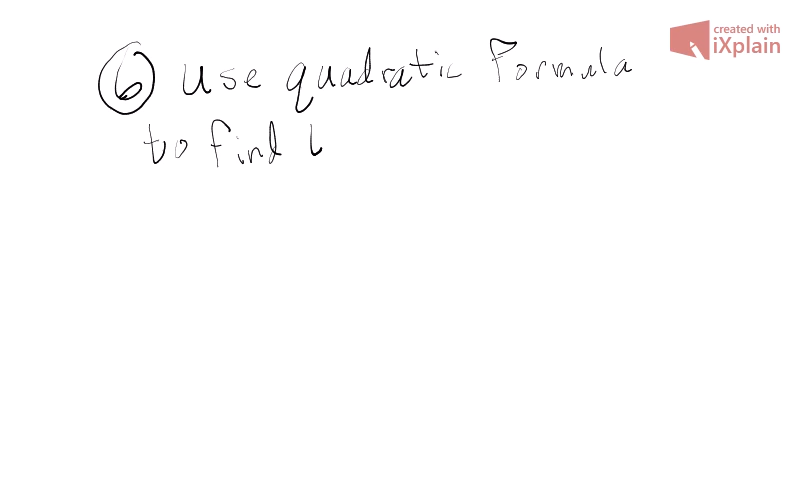 created with
iXplain
6 use quadratic formula
to find